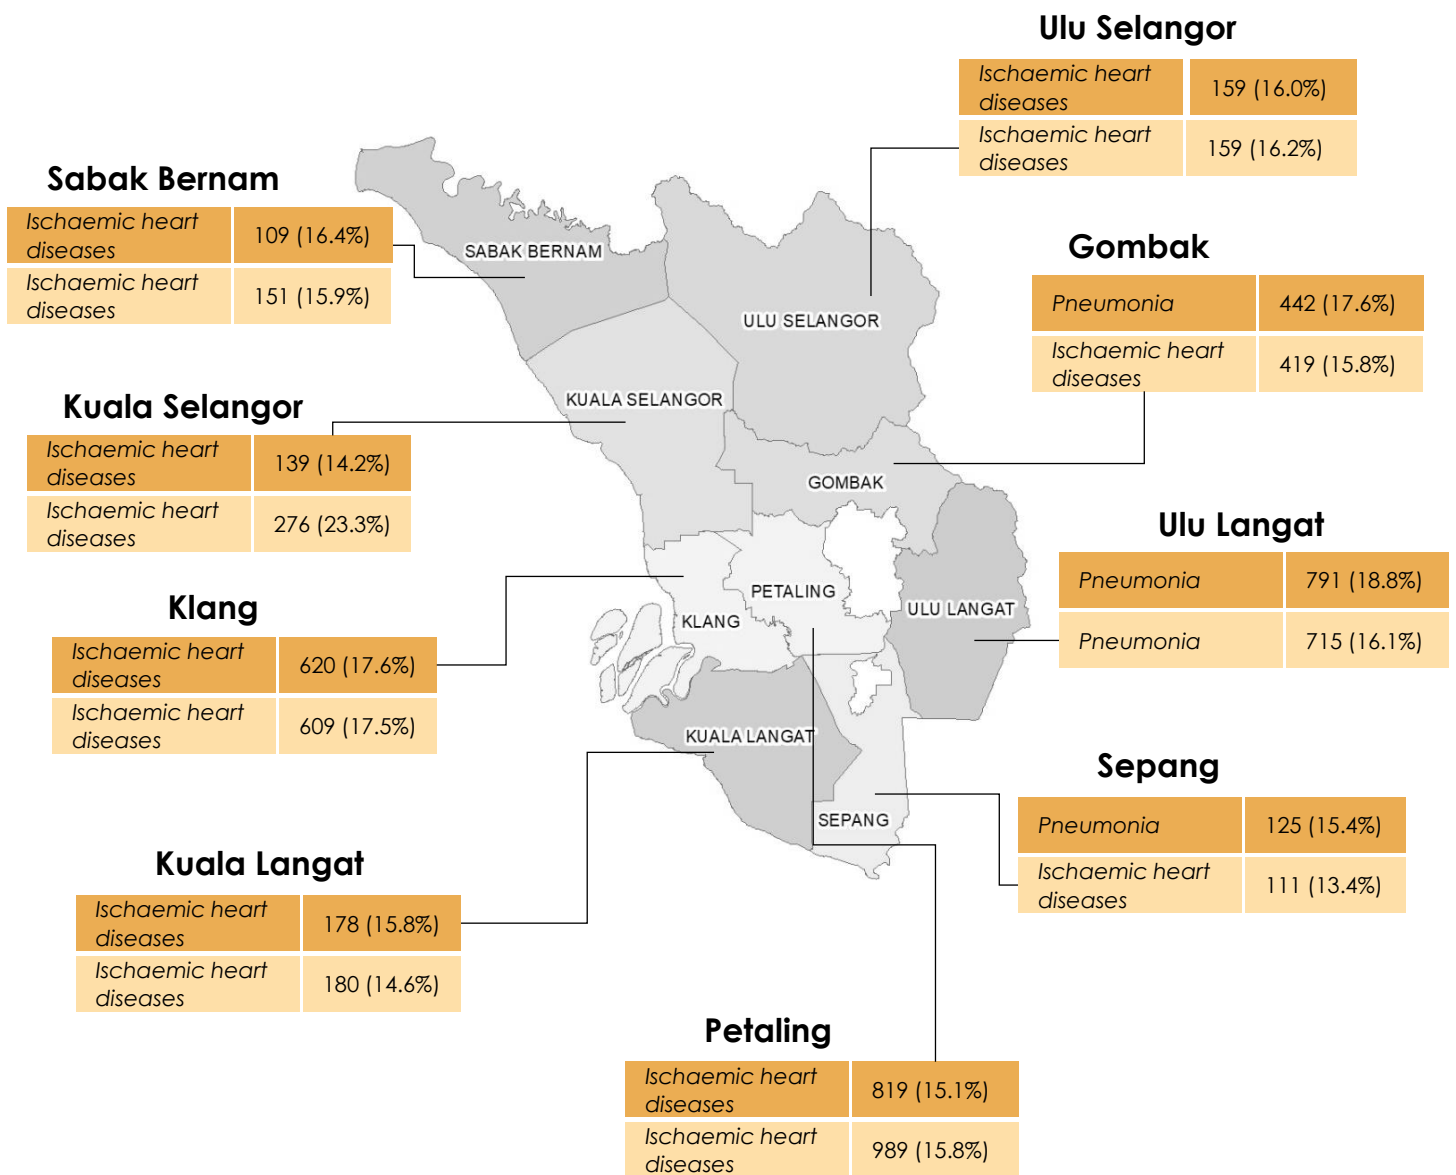 Ulu Selangor
Ischaemic heart
diseases
159 (16.0%)
Ischaemic heart
diseases
159 (16.2%)
Sabak Bernam
Ischaemic heart
diseases
109 (16.4%)
Ischaemic heart
diseases
151 (15.9%)
Gombak
Pneumonia
442 (17.6%)
Ischaemic heart
diseases
419 (15.8%)
Kuala Selangor
Ischaemic heart
diseases
139 (14.2%)
Ischaemic heart
diseases
276 (23.3%)
Ulu Langat
Pneumonia
791 (18.8%)
Pneumonia
715 (16.1%)
Klang
Ischaemic heart
diseases
620 (17.6%)
Ischaemic heart
diseases
609 (17.5%)
Sepang
Pneumonia
125 (15.4%)
Ischaemic heart
diseases
111 (13.4%)
Kuala Langat
Ischaemic heart
diseases
178 (15.8%)
Ischaemic heart
diseases
180 (14.6%)
Petaling
Ischaemic heart
diseases
819 (15.1%)
Ischaemic heart
diseases
989 (15.8%)
SABAK BERNAM
ULU SELANGOR
KUALA SELANGOR
GOMBAK
PETALING
KLANG
ULU LANGAT
KUALA LANGAT
SEPANG